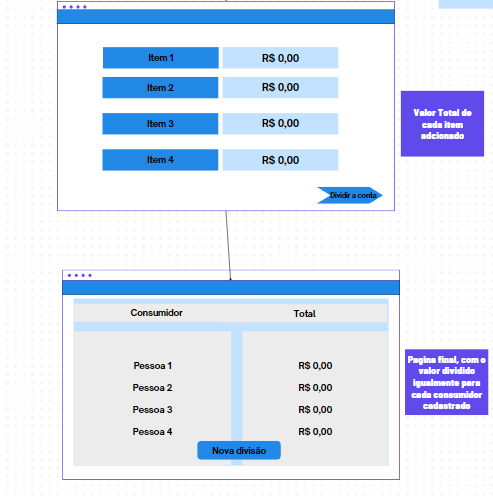 Item 1 R$ 0,00
Item 2 R$ 0,00
Item 3 R$ 0,00
Item 4 R$ 0,00
Dividir a conta
Valor Total de
cada item
adcionado
Consumidor Total
Pessoa 1 R$ 0,00
Pessoa 2 R$ 0,00
Pessoa 3 R$ 0,00
Pessoa 4 R$ 0,00
Nova divisão
Pagina final, com o
valor dividido
igualmente para
cada consumidor
cadastrado